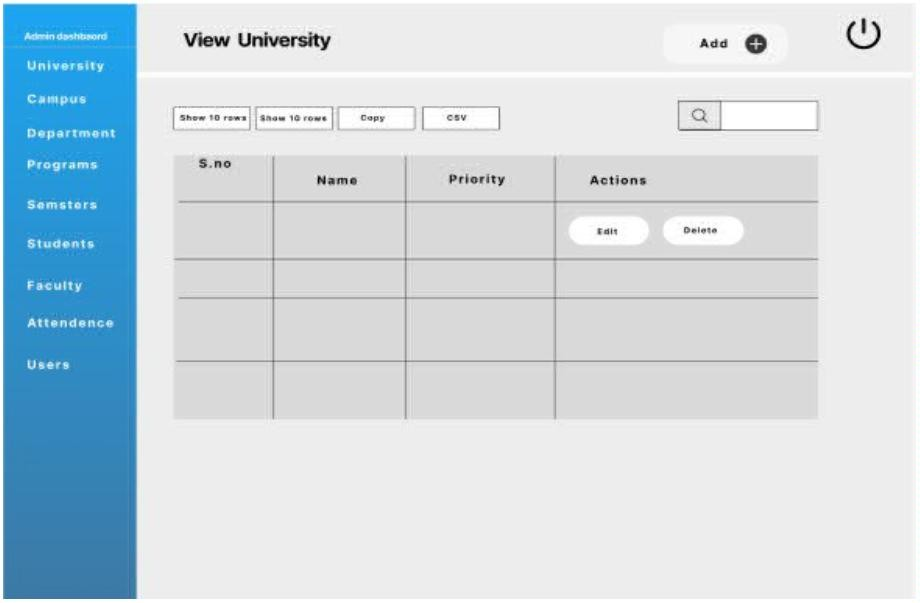 Admin dashbaord
University
Campus
Department
Programs
Semsters
Students
Faculty
Attendence
Users
View University
Add
Show 10 rows
Show 10 rows
Copy
CSV
S.no
Name
Priority
Actions
Edit
Delete